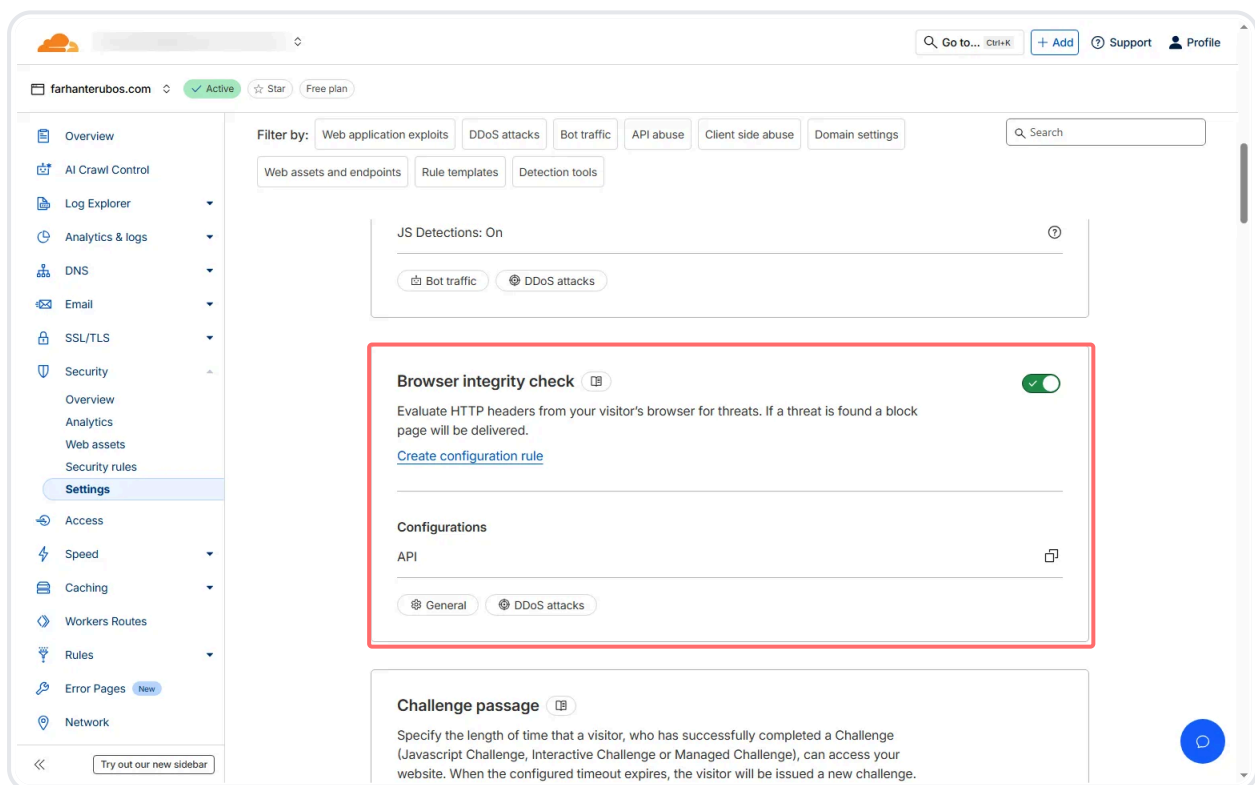 Go to... Ctrl+K
+ Add
Support
Profile
farhanterubos.com
Active
Star
Free plan
Overview
AI Crawl Control
Log Explorer
Analytics & logs
DNS
Email
SSL/TLS
Security
Overview
Analytics
Web assets
Security rules
Settings
Access
Speed
Caching
Workers Routes
Rules
Error Pages New
Network
Try out our new sidebar
Filter by: Web application exploits DDoS attacks Bot traffic API abuse Client side abuse Domain settings
Web assets and endpoints Rule templates Detection tools
Search
JS Detections: On
Bot traffic DDoS attacks
Browser integrity check
Evaluate HTTP headers from your visitor's browser for threats. If a threat is found a block
page will be delivered.
Create configuration rule
Configurations
API
General DDoS attacks
Challenge passage
Specify the length of time that a visitor, who has successfully completed a Challenge
(Javascript Challenge, Interactive Challenge or Managed Challenge), can access your
website. When the configured timeout expires, the visitor will be issued a new challenge.